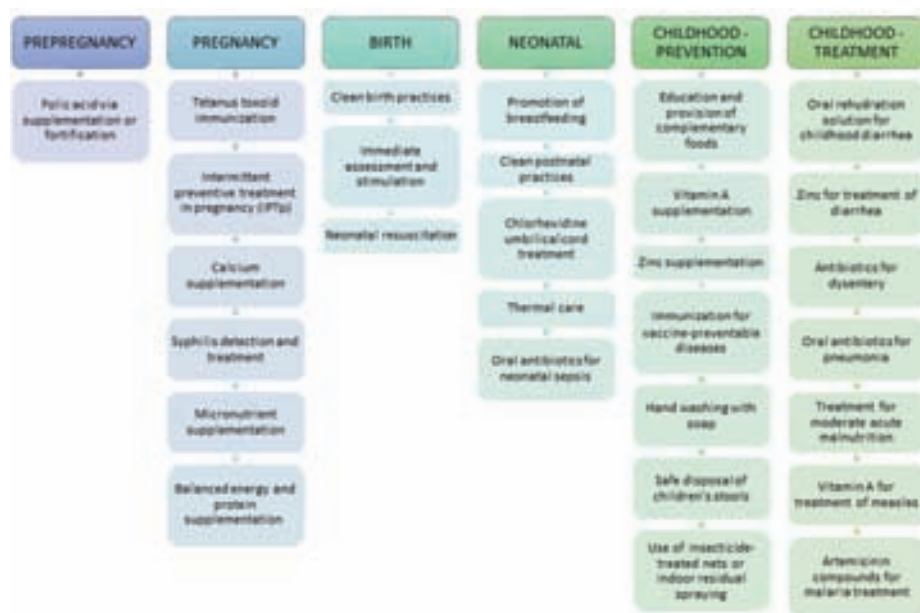 PREPREGNANCY
Folic acid via
supplementation or
fortification
PREGNANCY
Tetanus toxoid
immunization
Intermittent
preventive treatment
in pregnancy (IPTp)
Calcium
supplementation
Syphilis detection and
treatment
Micronutrient
supplementation
Balanced energy and
protein
supplementation
BIRTH
Clean birth practices
Immediate
assessment and
stimulation
Neonatal resuscitation
NEONATAL
Promotion of
breastfeeding
Clean postnatal
practices
Chlorhexidine
umbilical cord
treatment
Thermal care
Oral antibiotics for
neonatal sepsis
CHILDHOOD -
PREVENTION
Education and
provision of
complementary
foods
Vitamin A
supplementation
Zinc supplementation
Immunization for
vaccine-preventable
diseases
Hand washing with
soap
Safe disposal of
children's stools
Use of insecticide-
treated nets or
indoor residual
spraying
CHILDHOOD -
TREATMENT
Oral rehydration
solution for
childhood diarrhea
Zinc for treatment of
diarrhea
Antibiotics for
dysentery
Oral antibiotics for
pneumonia
Treatment for
moderate acute
malnutrition
Vitamin A for
treatment of measles
Artemisinin
compounds for
malaria treatment